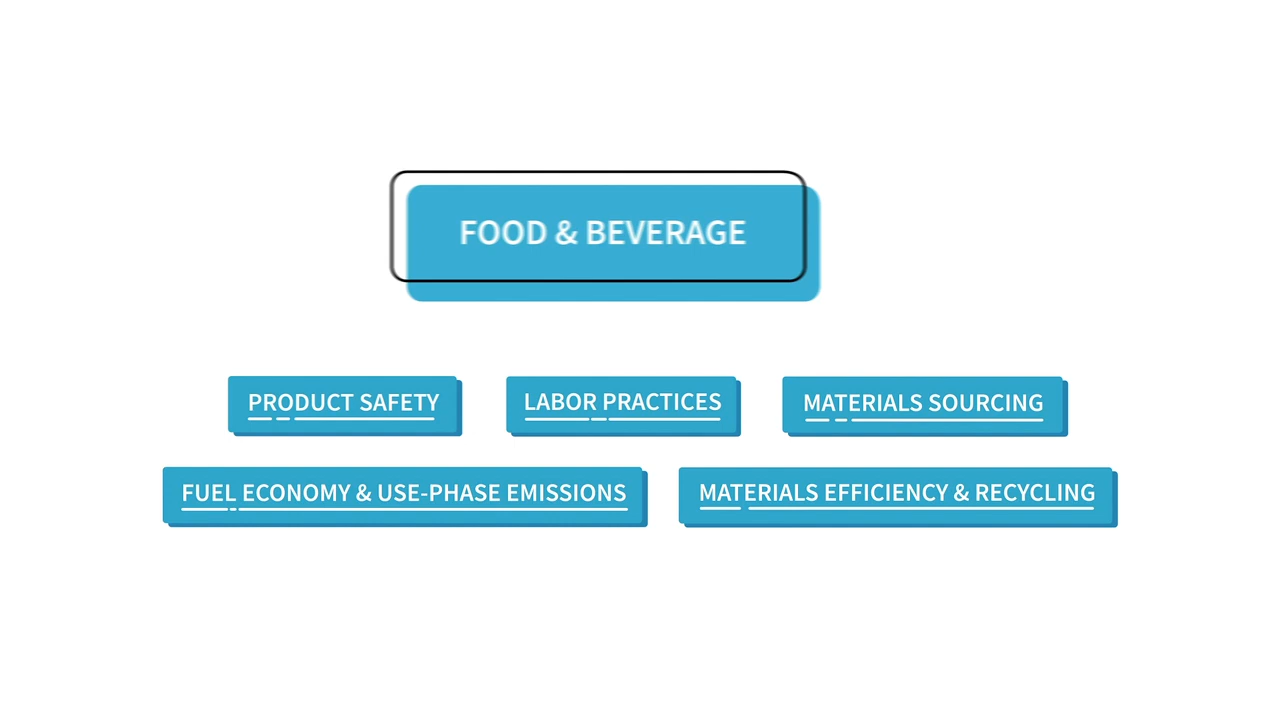 FOOD & BEVERAGE
PRODUCT SAFETY
LABOR PRACTICES
MATERIALS SOURCING
FUEL ECONOMY & USE-PHASE EMISSIONS
MATERIALS EFFICIENCY & RECYCLING